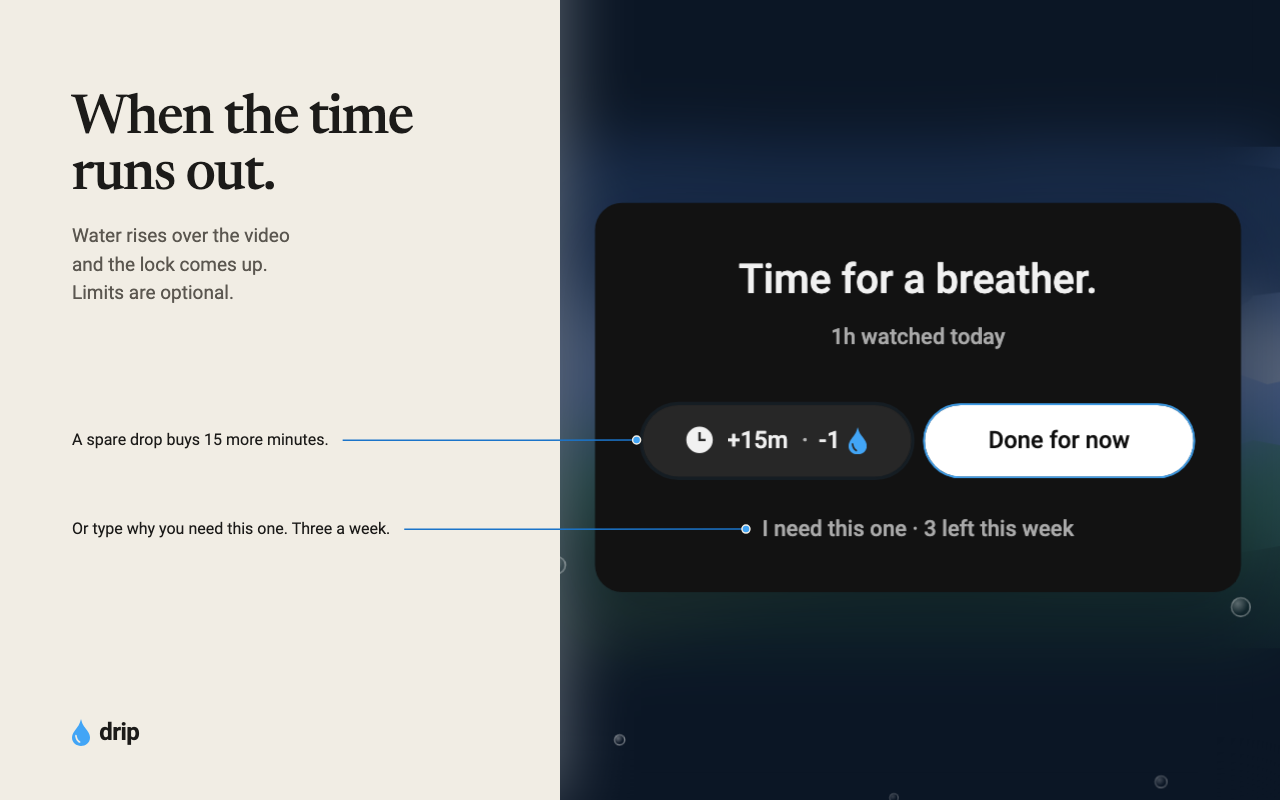 When the time
runs out.
Water rises over the video
and the lock comes up.
Limits are optional.
A spare drop buys 15 more minutes.
Or type why you need this one. Three a week.
drip
Time for a breather.
1h watched today
+15m · -1
Done for now
I need this one · 3 left this week